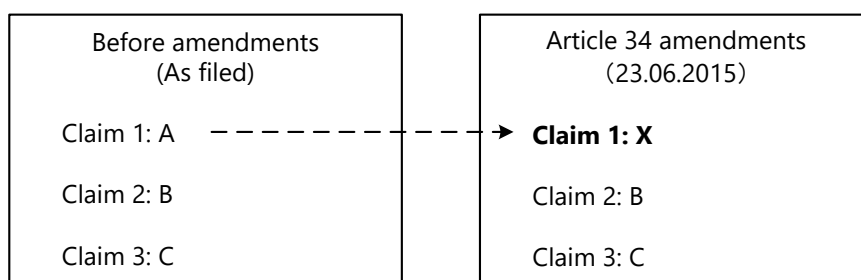 Before amendments
(As filed)
Claim 1: A
Claim 2: B
Claim 3: C
Article 34 amendments
（23.06.2015）
Claim 1: X
Claim 2: B
Claim 3: C